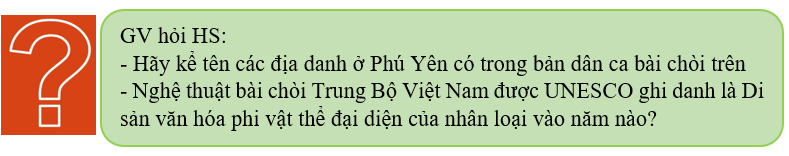 GV hỏi HS:
- Hãy kể tên các địa danh ở Phú Yên có trong bản dân ca bài chòi trên
- Nghệ thuật bài chòi Trung Bộ Việt Nam được UNESCO ghi danh là Di
sản văn hóa phi vật thể đại diện của nhân loại vào năm nào?